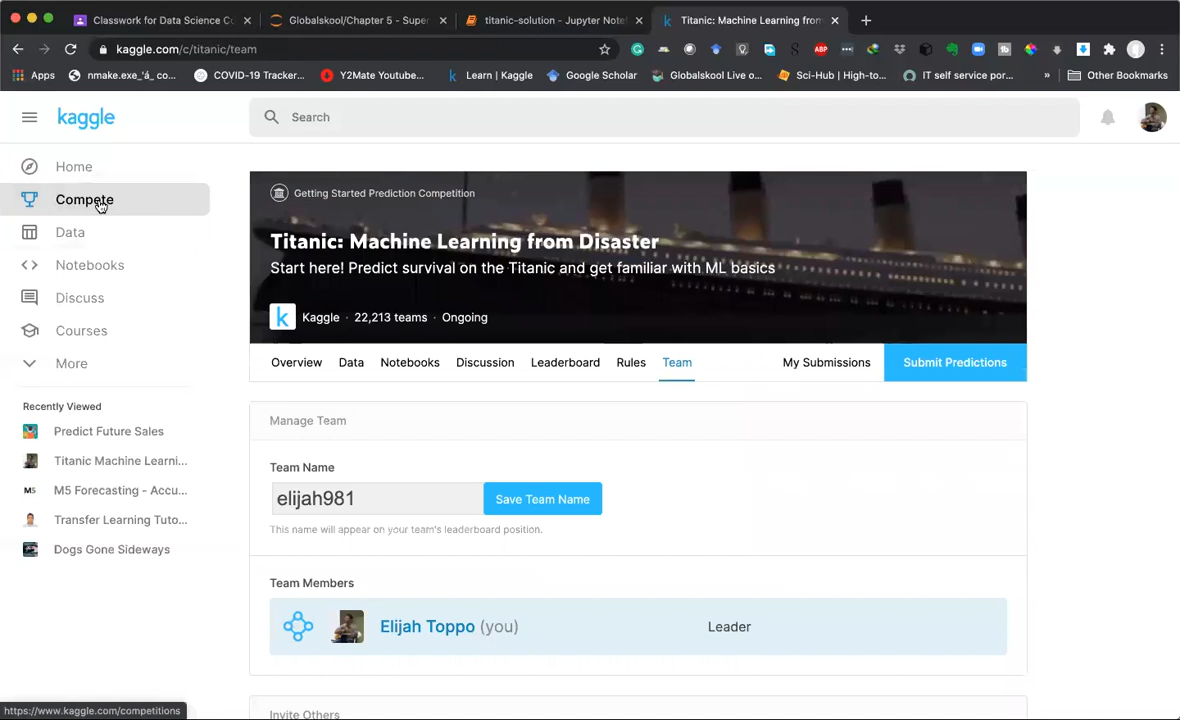 Classwork for Data Science Co
Globalskool/Chapter 5 - Super
titanic-solution - Jupyter Notel
Titanic: Machine Learning from
kaggle.com/c/titanic/team
Apps
nmake.exe_'á_co...
COVID-19 Tracker...
Y2Mate Youtube...
Learn | Kaggle
Google Scholar
Globalskool Live o...
Sci-Hub | High-to...
IT self service por...
»
Other Bookmarks
kaggle
Search
Home
Compete
Data
Notebooks
Discuss
Courses
More
Recently Viewed
Predict Future Sales
Titanic Machine Learni...
M5 Forecasting - Accu...
Transfer Learning Tuto...
Dogs Gone Sideways
Getting Started Prediction Competition
Titanic: Machine Learning from Disaster
Start here! Predict survival on the Titanic and get familiar with ML basics
Kaggle · 22,213 teams · Ongoing
Overview Data Notebooks Discussion Leaderboard Rules Team My Submissions Submit Predictions
Manage Team
Team Name
elijah981 Save Team Name
This name will appear on your team's leaderboard position.
Team Members
Elijah Toppo (you) Leader
Invite Others
https://www.kaggle.com/competitions